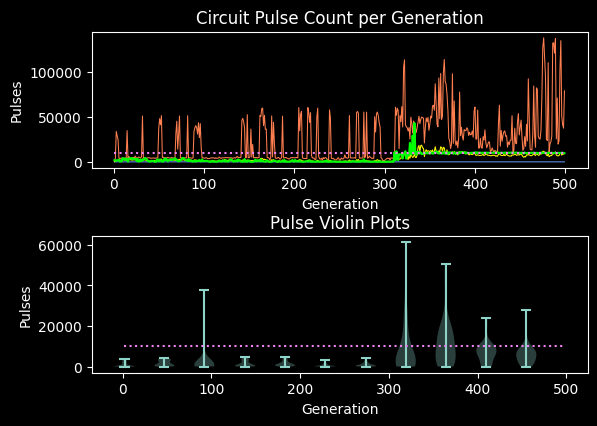 Circuit Pulse Count per Generation
Pulses
100000
50000
0
0 100 200 300 400 500
Generation
Pulse Violin Plots
Pulses
60000
40000
20000
0
0 100 200 300 400 500
Generation